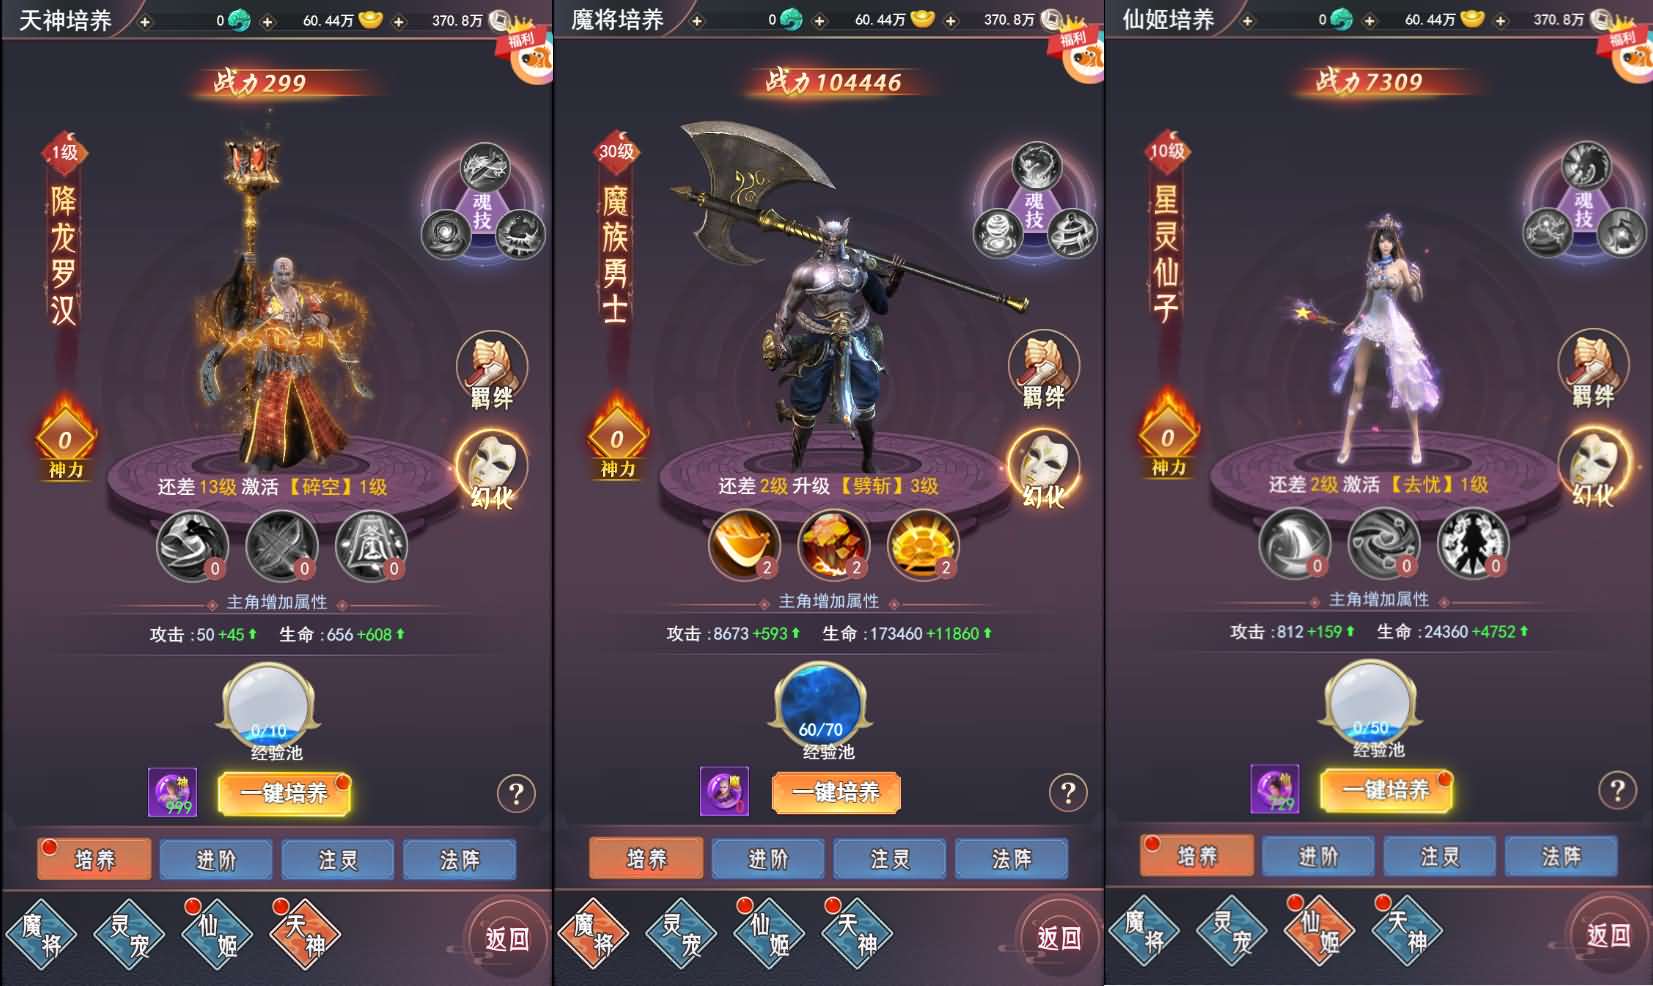 天神培养
0
60.44万
370.8万
福利
战力299
1级
降龙罗汉
魂技
羁绊
0
神力
幻化
还差13级激活【碎空】1级
0
0
0
主角增加属性
攻击:50+45 生命:656+608
0/10
经验池
神
999
一键培养
?
培养
进阶
注灵
法阵
魔将
灵宠
仙姬
天神
返回
魔将培养
0
60.44万
370.8万
福利
战力104446
30级
魔族勇士
魂技
羁绊
0
神力
幻化
还差2级升级【劈斩】3级
2
2
2
主角增加属性
攻击:8673+593 生命:173460+11860
60/70
经验池
魔
0
一键培养
?
培养
进阶
注灵
法阵
魔将
灵宠
仙姬
天神
返回
仙姬培养
0
60.44万
370.8万
福利
战力7309
10级
星灵仙子
魂技
羁绊
0
神力
幻化
还差2级激活【去忧】1级
0
0
0
主角增加属性
攻击:812+159 生命:24360+4752
0/50
经验池
729
一键培养
?
培养
进阶
注灵
法阵
魔将
灵宠
仙姬
天神
返回